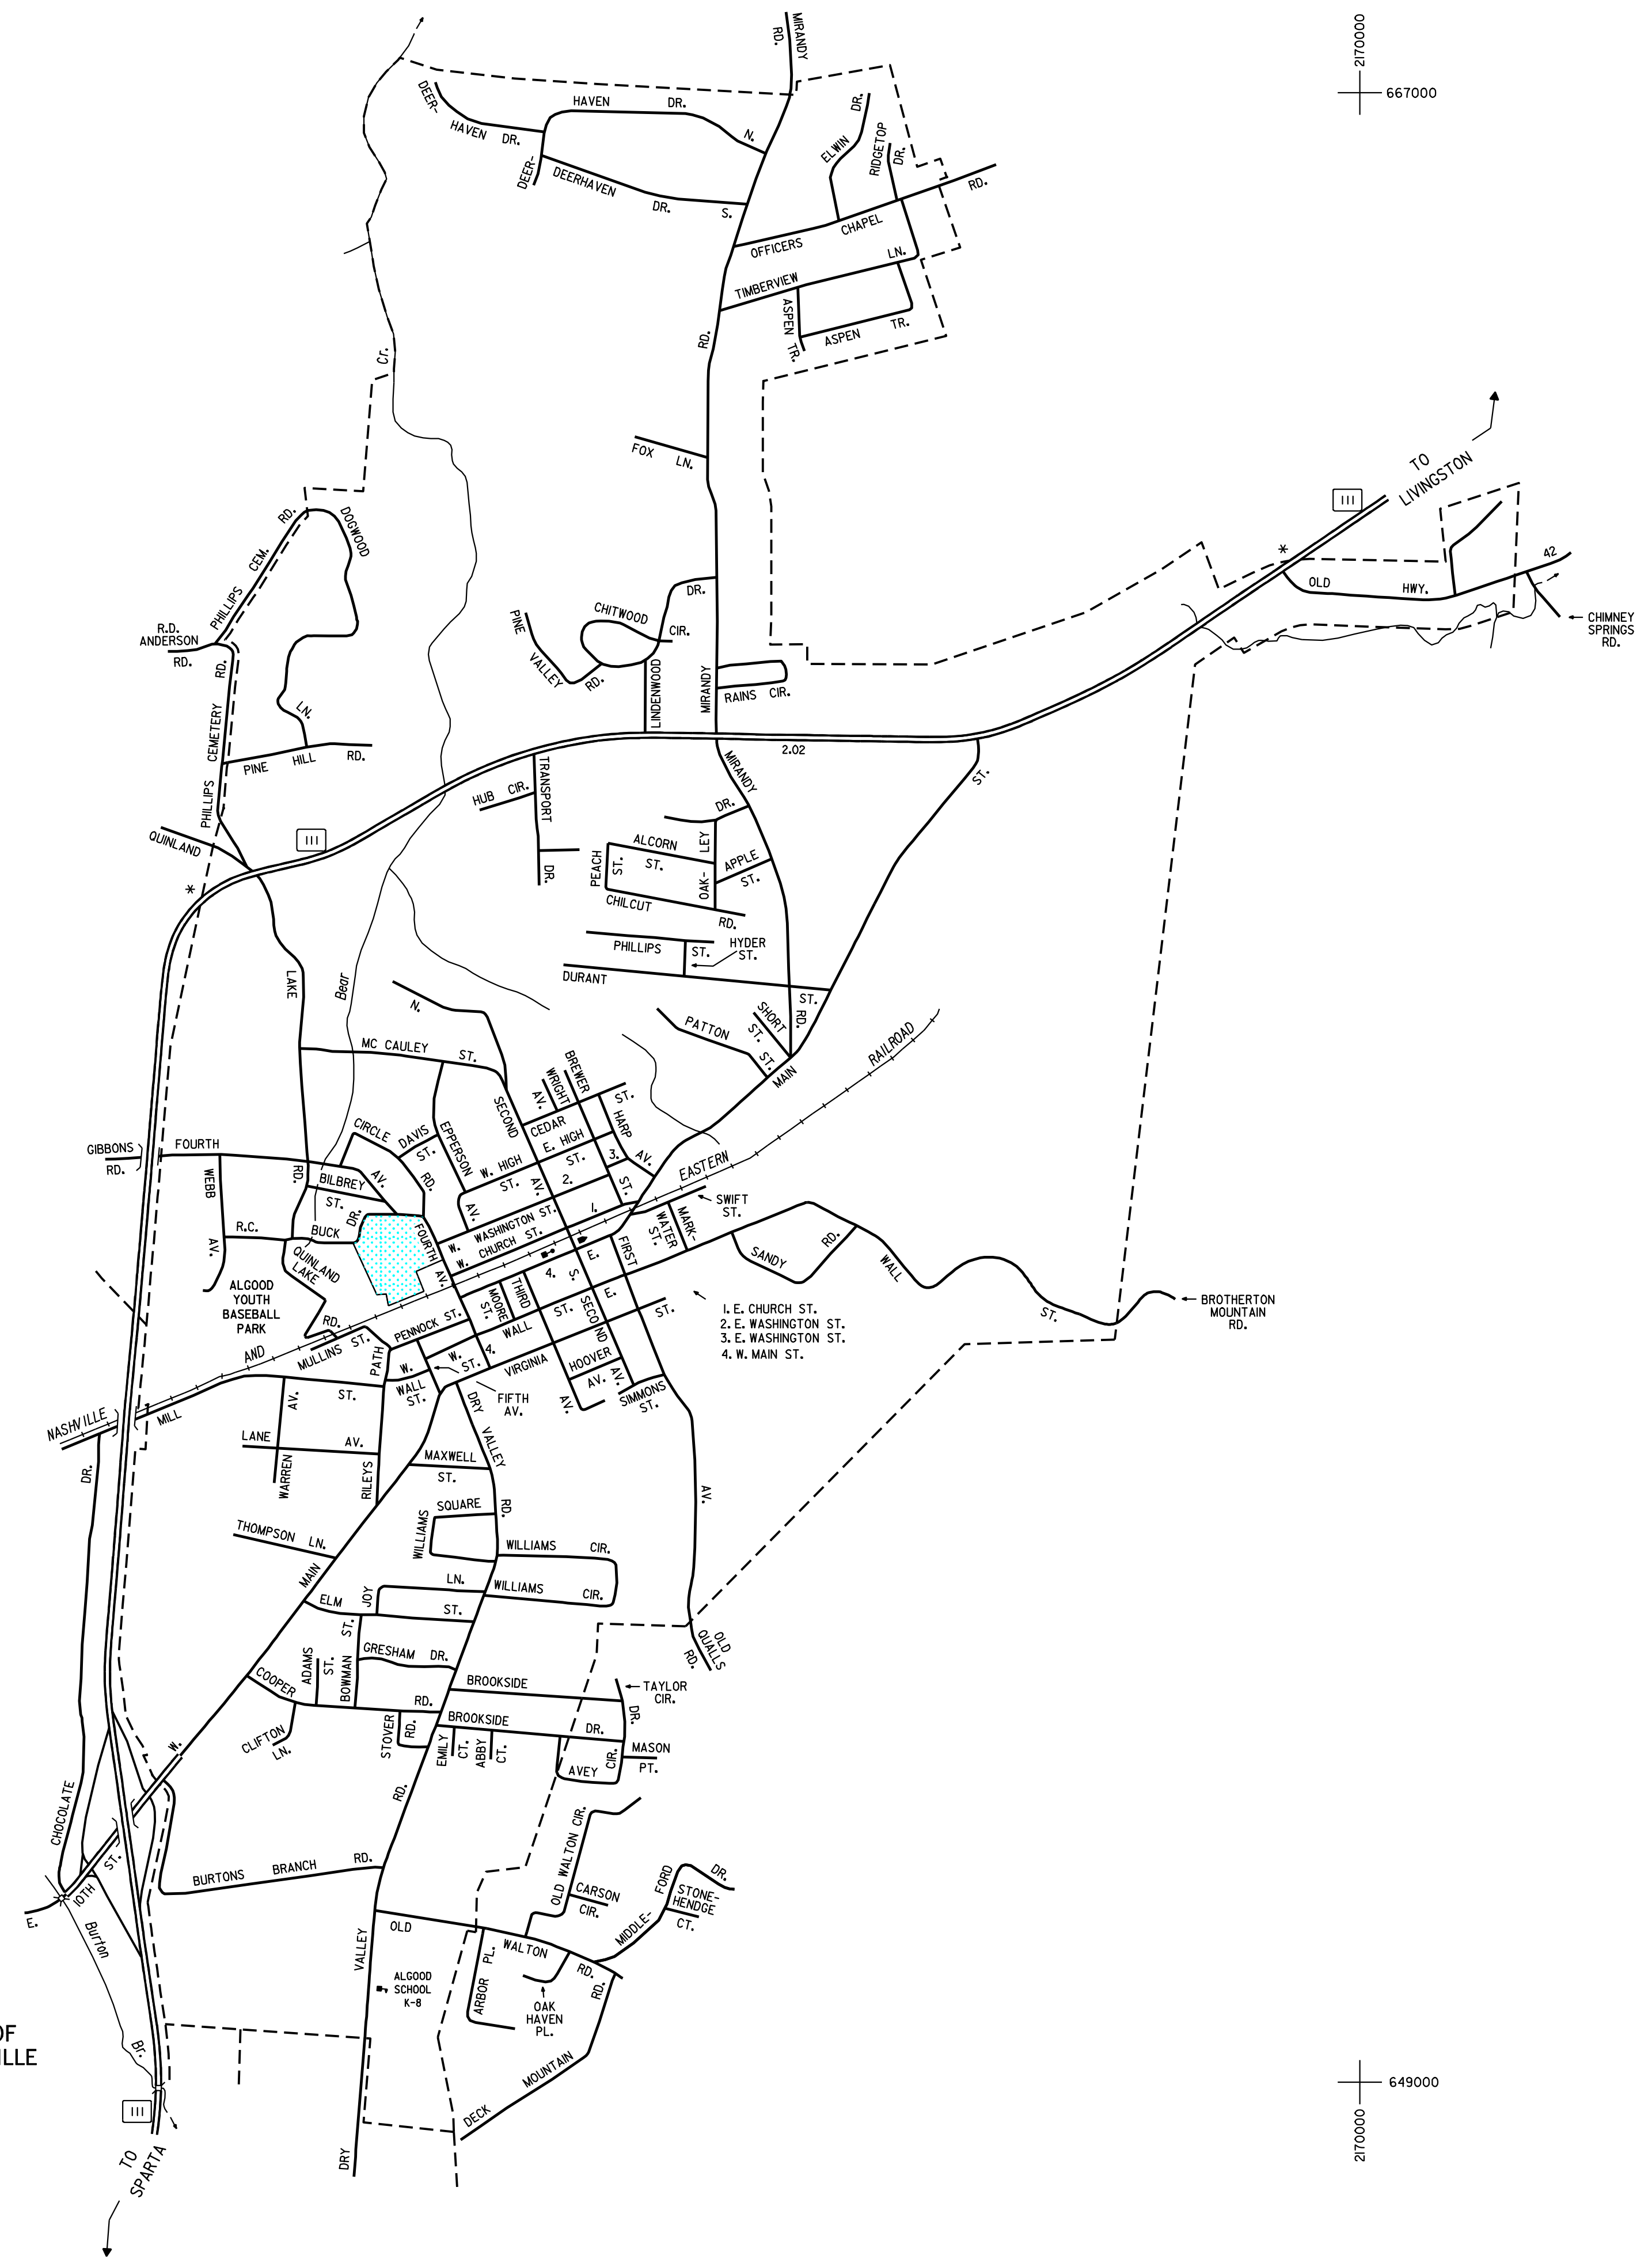 MIRANDY
RD.
2170000
667000
DEER-
HAVEN DR.
HAVEN DR.
N.
DEER-
DEERHAVEN
DR. S.
ELWIN
DR.
RIDGETOP
DR.
RD.
OFFICERS CHAPEL
TIMBERVIEW
LN.
ASPEN
TR.
ASPEN TR.
RD.
Cr.
FOX LN.
TO
LIVINGSTON
111
*
OLD HWY. 42
CHIMNEY
SPRINGS
RD.
RD.
DOGWOOD
PHILLIPS CEM.
R.D.
ANDERSON
RD.
RD.
LN.
PHILLIPS CEMETERY
PINE HILL RD.
QUINLAND
111
*
PINE
VALLEY
RD.
CHITWOOD
CIR.
DR.
LINDENWOOD
MIRANDY
RAINS CIR.
2.02
MIRANDY
ST.
HUB CIR.
TRANSPORT
DR.
DR.
ALCORN
ST.
LEY
PEACH
ST.
OAK-
APPLE
ST.
CHILCUT
RD.
PHILLIPS ST.
HYDER
ST.
DURANT
ST.
LAKE
Bear
N.
PATTON
ST.
SHORT
ST.
RD.
MAIN
RAILROAD
MC CAULEY ST.
SECOND
WRIGHT
AV.
BREWER
ST.
CEDAR
HARP
AV.
E. HIGH
ST.
CIRCLE
DAVIS
ST.
EPPERSON
AV.
RD.
W. HIGH
ST.
AV.
2.
3.
ST.
1.
EASTERN
GIBBONS
RD.
FOURTH
RD.
AV.
BILBREY
ST.
WEBB
AV.
R.C.
BUCK
DR.
QUINLAND
LAKE
RD.
FOURTH
AV.
W. WASHINGTON ST.
W. CHURCH ST.
SWIFT
ST.
WATER
MARK-
FIRST
E.
4.
S.
SECOND
AV.
E.
ST.
SANDY
RD.
WALL
ST.
BROTHERTON
MOUNTAIN
RD.
1. E. CHURCH ST.
2. E. WASHINGTON ST.
3. E. WASHINGTON ST.
4. W. MAIN ST.
ALGOOD
YOUTH
BASEBALL
PARK
AND
MULLINS ST.
PATH
PENNOCK ST.
MOORE
ST.
THIRD
AV.
W. WALL ST.
W.
WALL
ST.
4.
VIRGINIA ST.
HOOVER
AV.
SIMMONS
ST.
FIFTH
AV.
NASHVILLE
MILL ST.
DR.
AV.
WARREN
LANE AV.
RILEYS
DRY
VALLEY
RD.
MAXWELL
ST.
AV.
THOMPSON LN.
SQUARE
WILLIAMS
WILLIAMS CIR.
WILLIAMS CIR.
MAIN
ELM
JOY
LN.
ST.
ST.
BOWMAN
GRESHAM DR.
ADAMS
ST.
COOPER
RD.
CLIFTON
LN.
STOVER
RD.
BROOKSIDE
BROOKSIDE DR.
TAYLOR
CIR.
DR.
EMILY
CT.
ABBY
CT.
AVEY
CIR.
MASON
PT.
OLD
QUALLS
RD.
W.
CHOCOLATE
RD.
BURTONS BRANCH RD.
10TH ST.
E.
Burton
Br.
OLD WALTON CIR.
CARSON
CIR.
MIDDLE-
FORD
DR.
STONE-
HENDGE
CT.
OLD
WALTON
RD.
VALLEY
ALGOOD
SCHOOL
K-8
ARBOR PL.
OAK
HAVEN
PL.
RD.
DECK MOUNTAIN
DRY
OF
ILLE
111
TO
SPARTA
649000
2170000